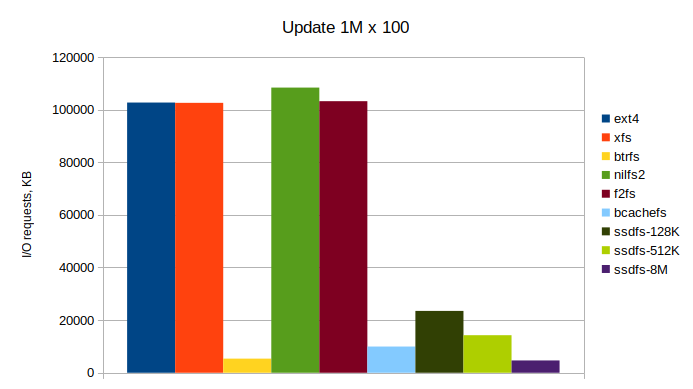 Update 1M x 100
I/O requests, KB
120000
100000
80000
60000
40000
20000
0
ext4
xfs
btrfs
nilfs2
f2fs
bcachefs
ssdfs-128K
ssdfs-512K
ssdfs-8M